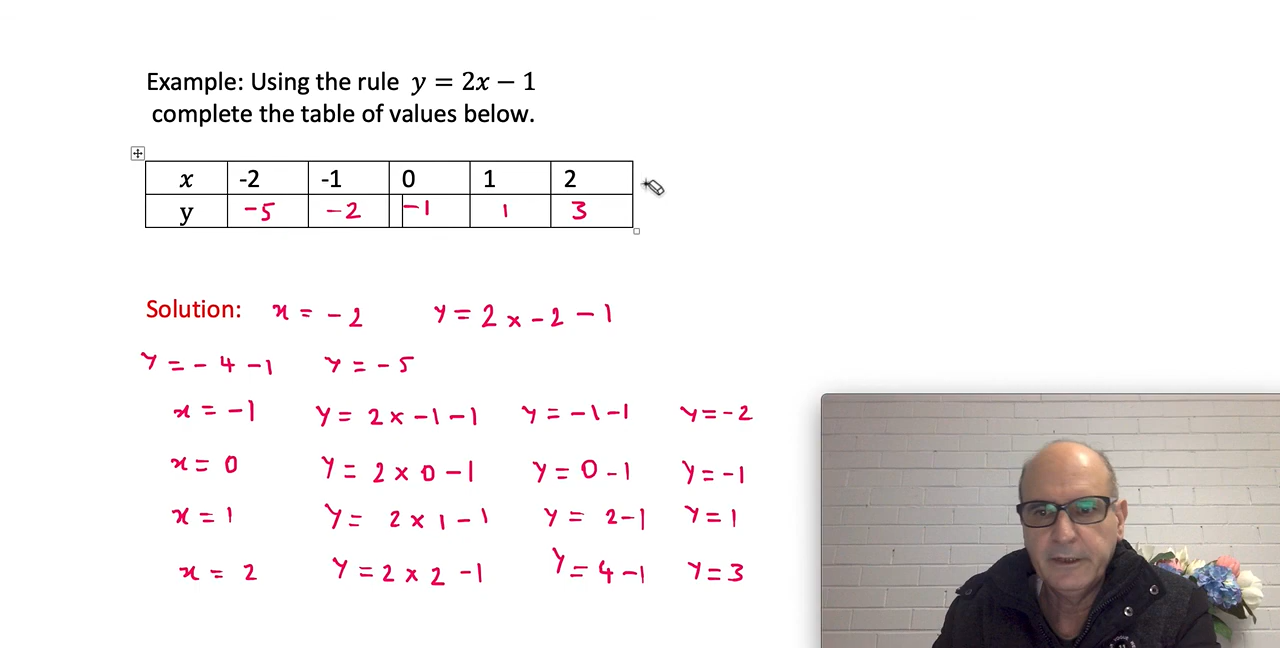 Example: Using the rule y = 2x − 1
complete the table of values below.
x -2 -1 0 1 2
y -5 -2 -1 1 3
Solution: x = -2 y = 2 x -2 -1
y = -4 -1 y = -5
x = -1 y = 2 x -1 -1 y = -1 -1 y = -2
x = 0 y = 2 x 0 -1 y = 0 -1 y = -1
x = 1 y = 2 x 1 -1 y = 2 -1 y = 1
x = 2 y = 2 x 2 -1 y = 4 -1 y = 3